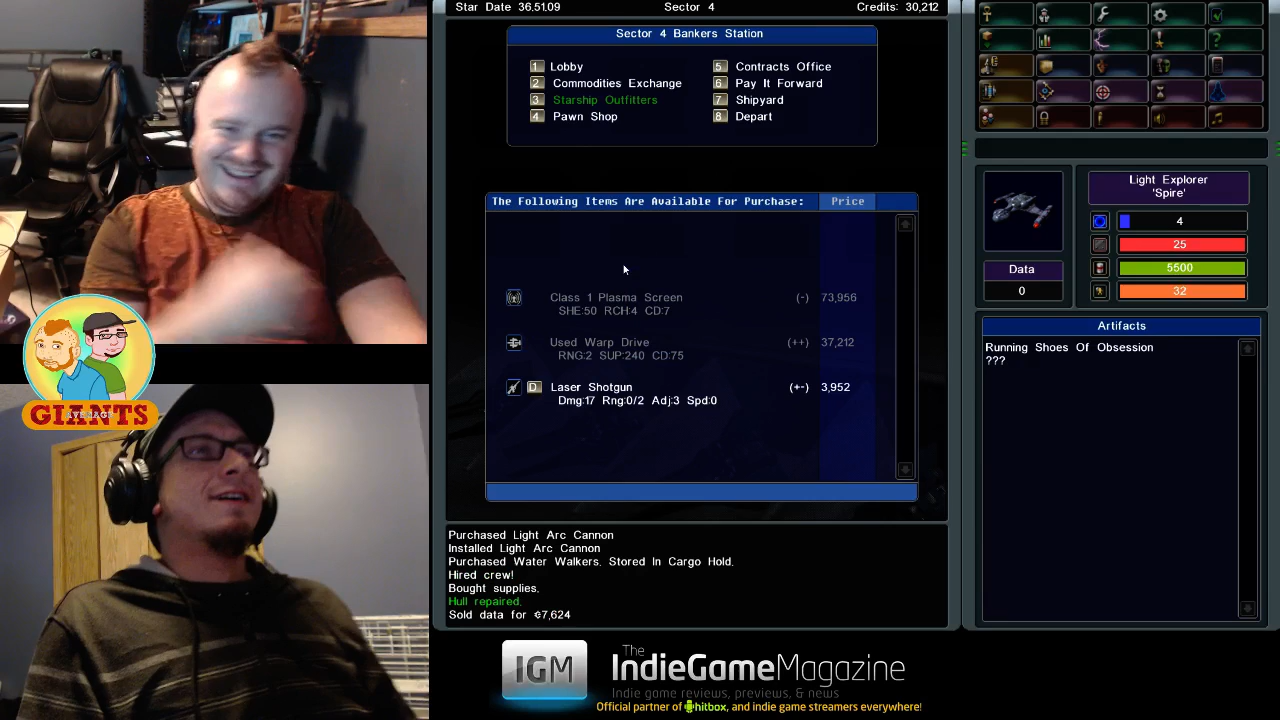 Star Date 36.51.09 Sector 4 Credits: 30,212
Sector 4 Bankers Station
1 Lobby
2 Commodities Exchange
3 Starship Outfitters
4 Pawn Shop
5 Contracts Office
6 Pay It Forward
7 Shipyard
8 Depart
The Following Items Are Available For Purchase: Price
Class 1 Plasma Screen (-) 73,956
SHE:50 RCH:4 CD:7
Used Warp Drive (++) 37,212
RNG:2 SUP:240 CD:75
D Laser Shotgun (+-) 3,952
Dmg:17 Rng:0/2 Adj:3 Spd:0
Purchased Light Arc Cannon
Installed Light Arc Cannon
Purchased Water Walkers. Stored In Cargo Hold.
Hired crew!
Bought supplies.
Hull repaired.
Sold data for ¢7,624
Light Explorer
'Spire'
4
25
5500
32
Data
0
Artifacts
Running Shoes Of Obsession
???
AVERAGE
GIANTS
IGM
The
IndieGameMagazine
Indie game reviews, previews, & news
Official partner of hitbox, and indie game streamers everywhere!